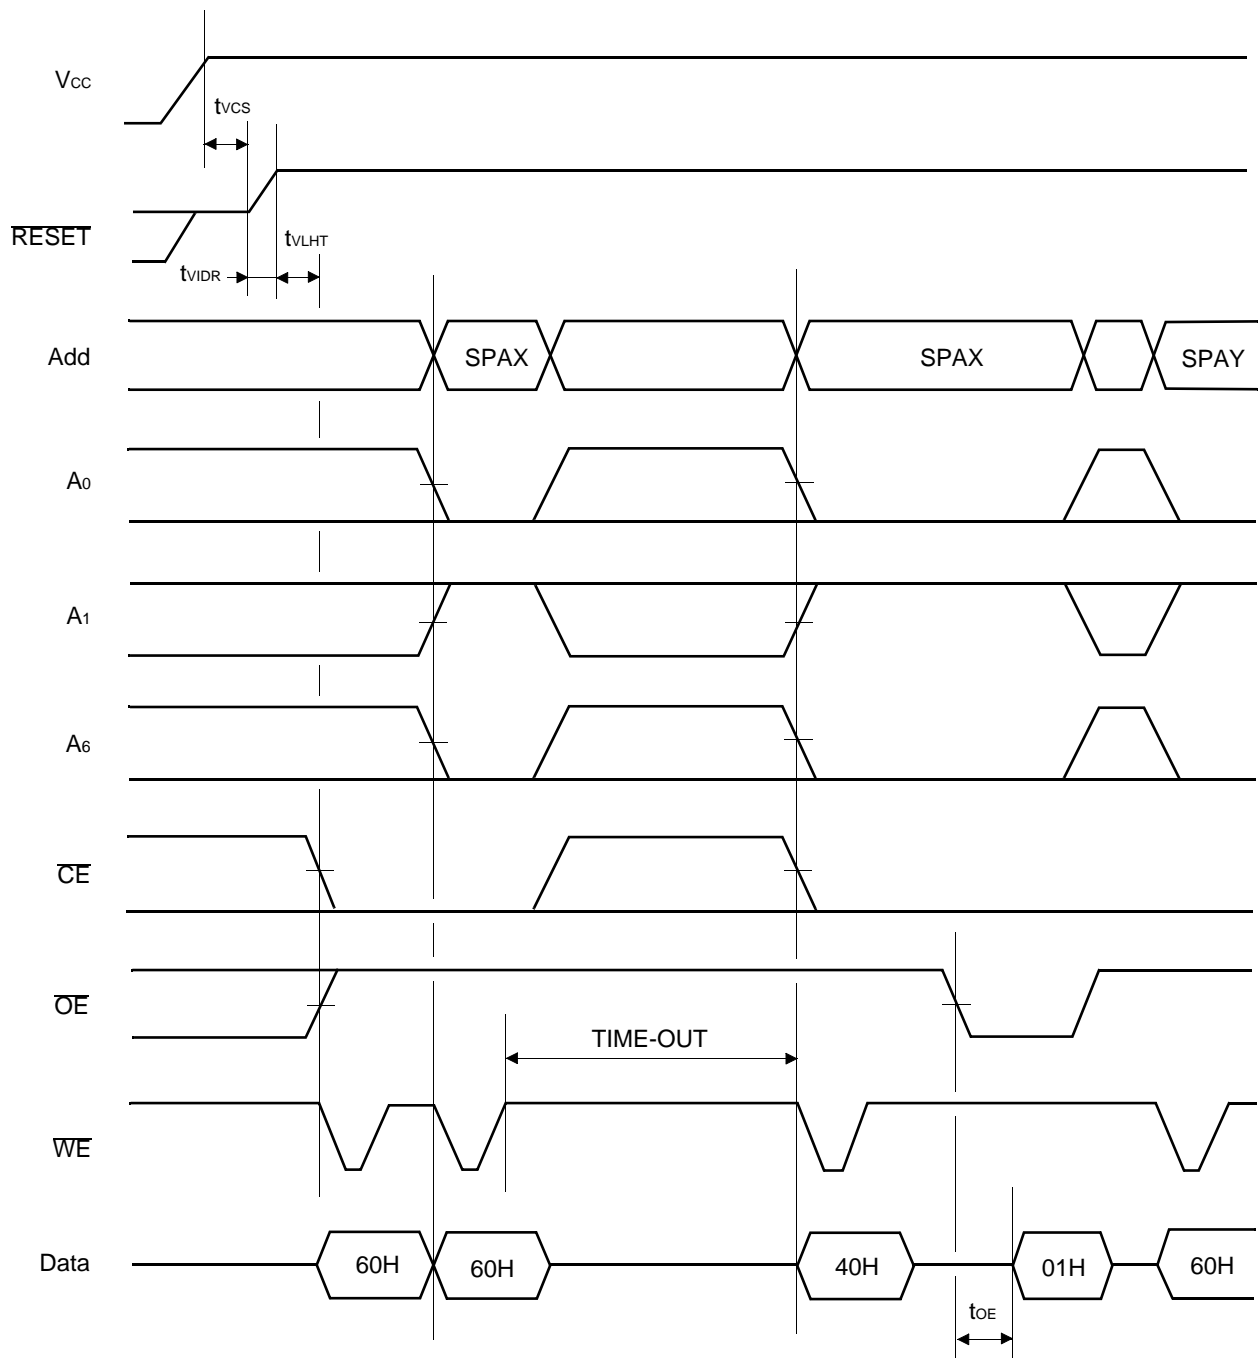 VCC
tVCS
RESET
tVLHT
tVIDR
Add
SPAX
SPAX
SPAY
A0
A1
A6
CE
OE
TIME-OUT
WE
Data
60H
60H
40H
01H
60H
tOE